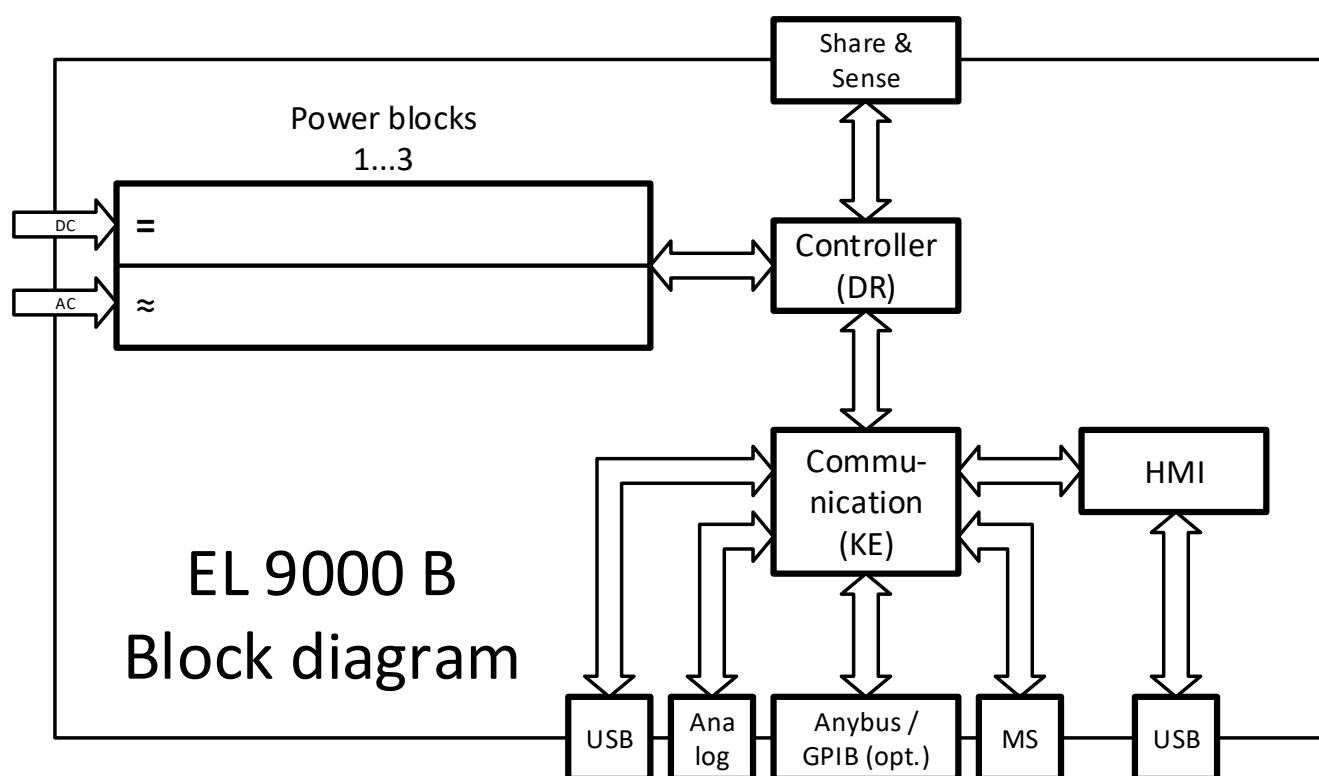 Share &
Sense
Power blocks
1...3
DC
=
AC
≈
Controller
(DR)
Commu-
nication
(KE)
HMI
EL 9000 B
Block diagram
USB
Ana
log
Anybus /
GPIB (opt.)
MS
USB